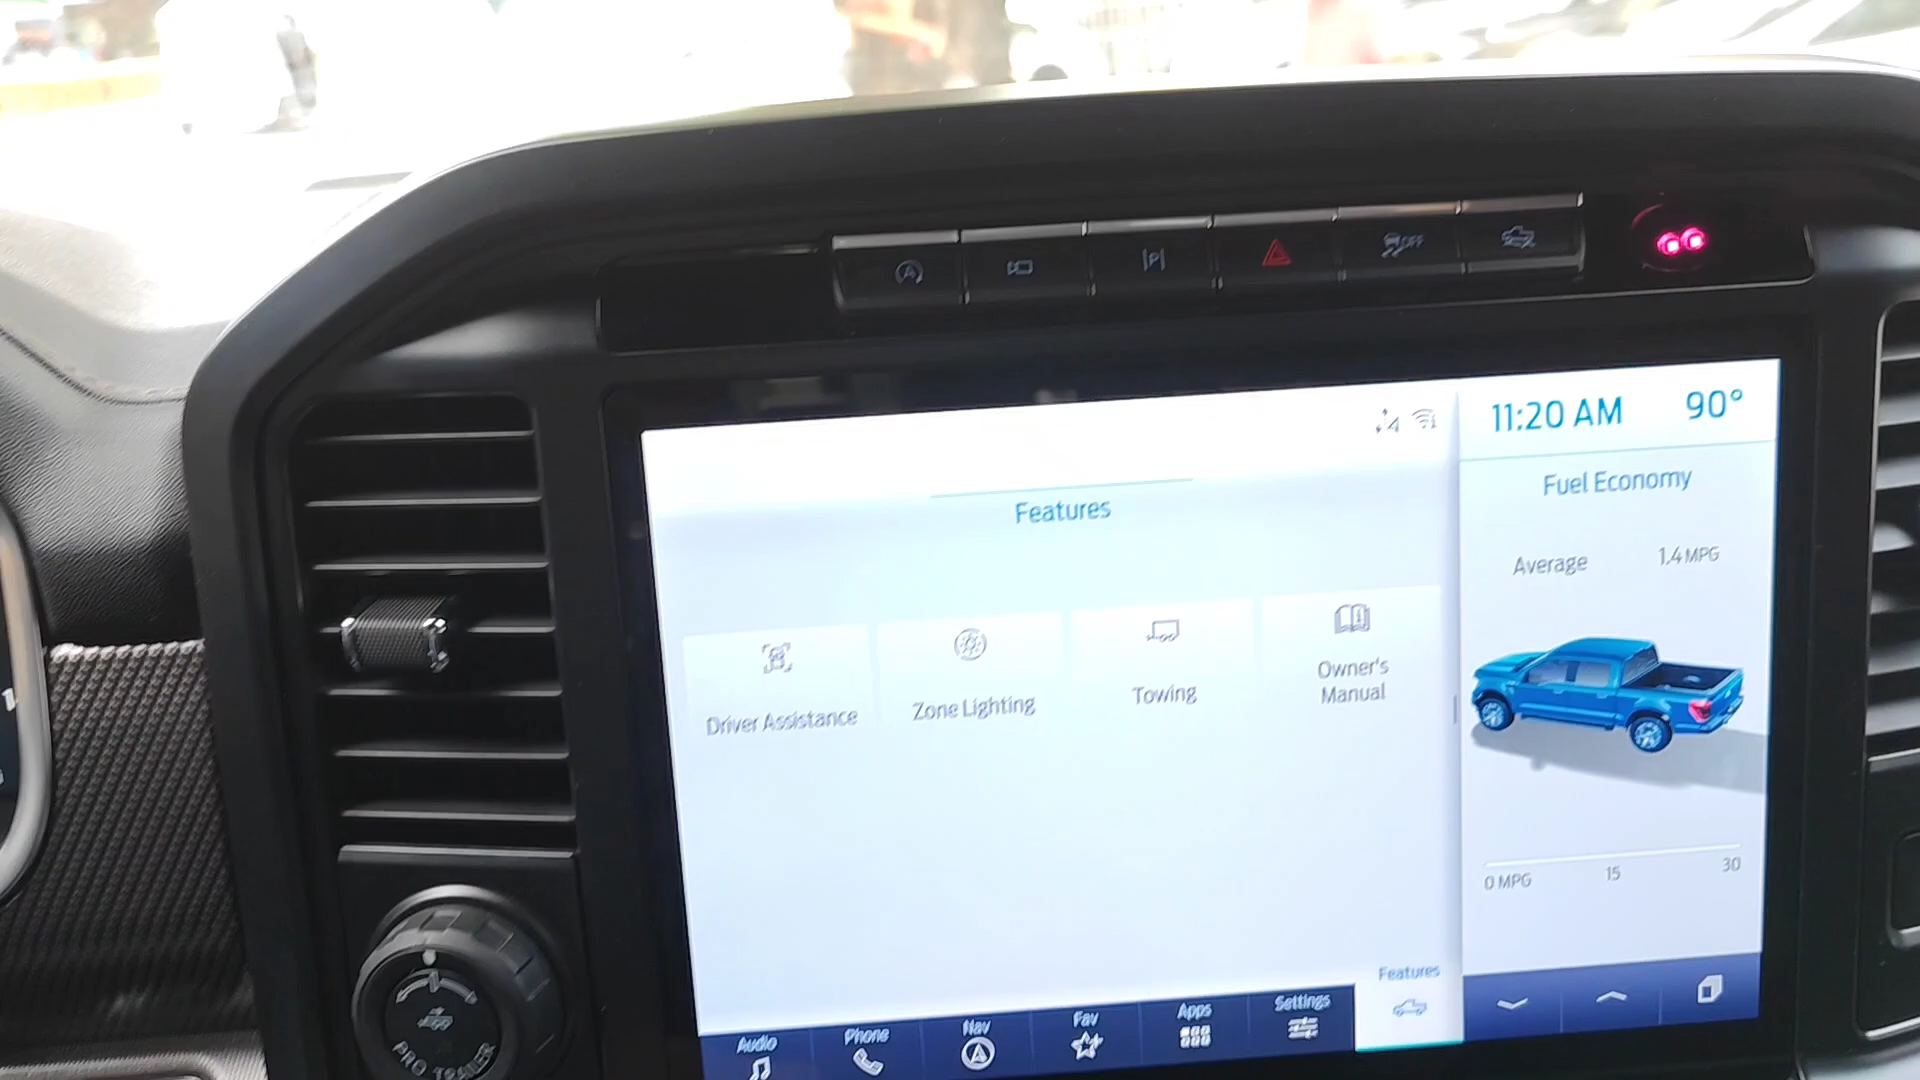 A
P
OFF
11:20 AM 90°
Features
Fuel Economy
Average 1.4 MPG
Driver Assistance
Zone Lighting
Towing
Owner's
Manual
0 MPG 15 30
Features
Audio
Phone
Nav
Fav
Apps
Settings
PRO TRAILER